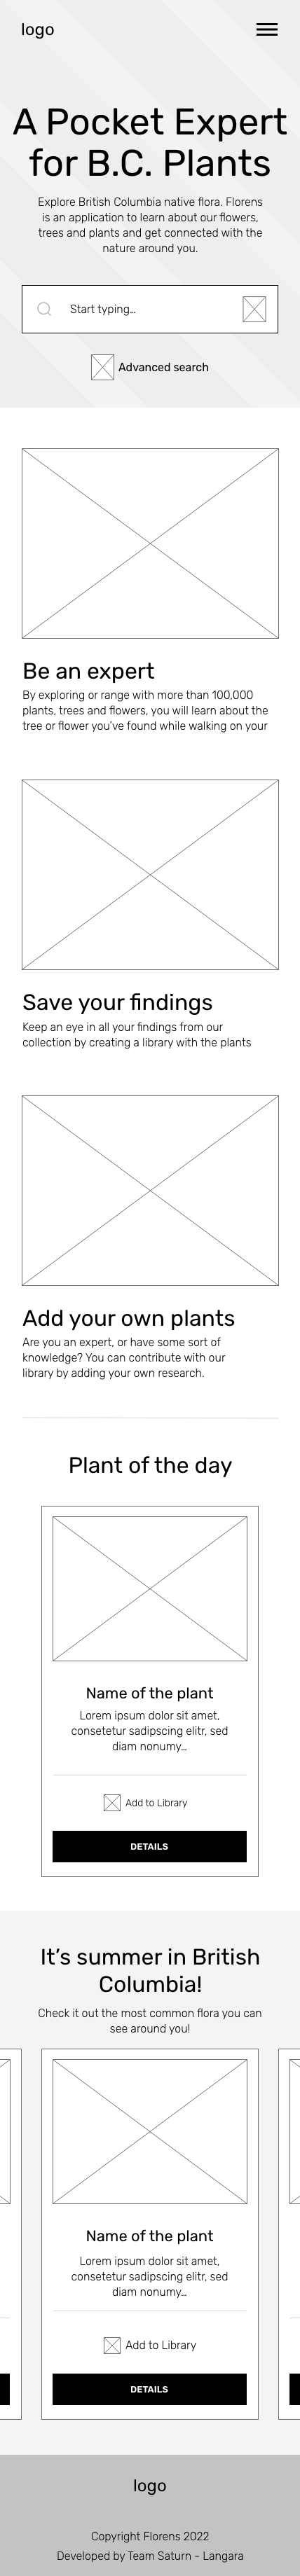 logo
A Pocket Expert
for B.C. Plants
Explore British Columbia native flora. Florens
is an application to learn about our flowers,
trees and plants and get connected with the
nature around you.
Start typing...
Advanced search
Be an expert
By exploring or range with more than 100,000
plants, trees and flowers, you will learn about the
tree or flower you've found while walking on your
Save your findings
Keep an eye in all your findings from our
collection by creating a library with the plants
Add your own plants
Are you an expert, or have some sort of
knowledge? You can contribute with our
library by adding your own research.
Plant of the day
Name of the plant
Lorem ipsum dolor sit amet,
consetetur sadipscing elitr, sed
diam nonumy...
Add to Library
DETAILS
It's summer in British
Columbia!
Check it out the most common flora you can
see around you!
Name of the plant
Lorem ipsum dolor sit amet,
consetetur sadipscing elitr, sed
diam nonumy...
Add to Library
DETAILS
logo
Copyright Florens 2022
Developed by Team Saturn - Langara